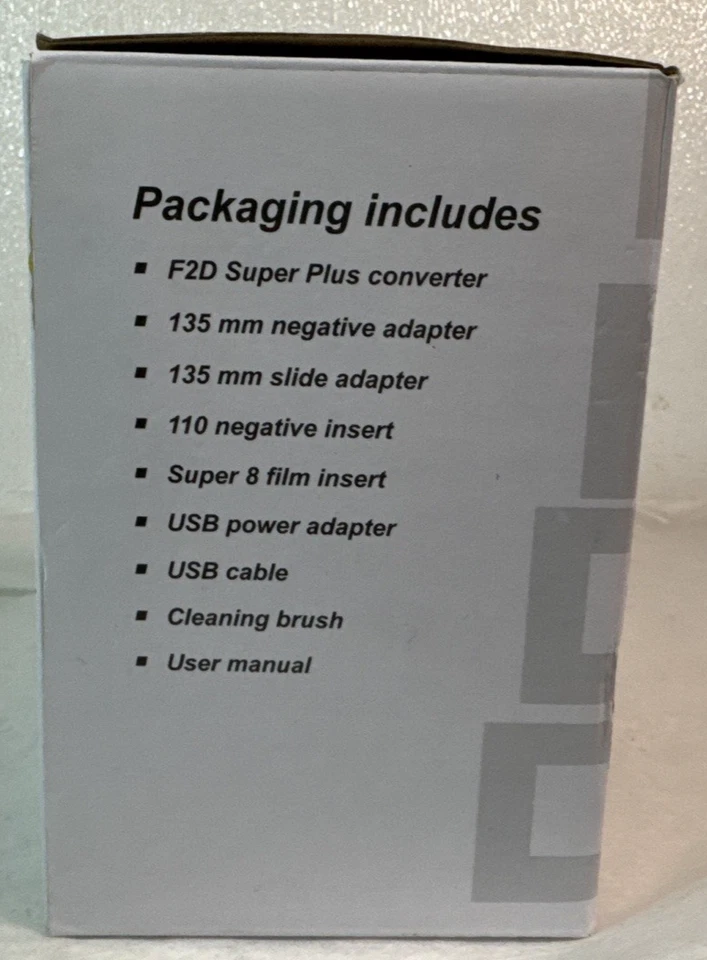 Packaging includes
▪ F2D Super Plus converter
▪ 135 mm negative adapter
▪ 135 mm slide adapter
▪ 110 negative insert
▪ Super 8 film insert
▪ USB power adapter
▪ USB cable
▪ Cleaning brush
▪ User manual